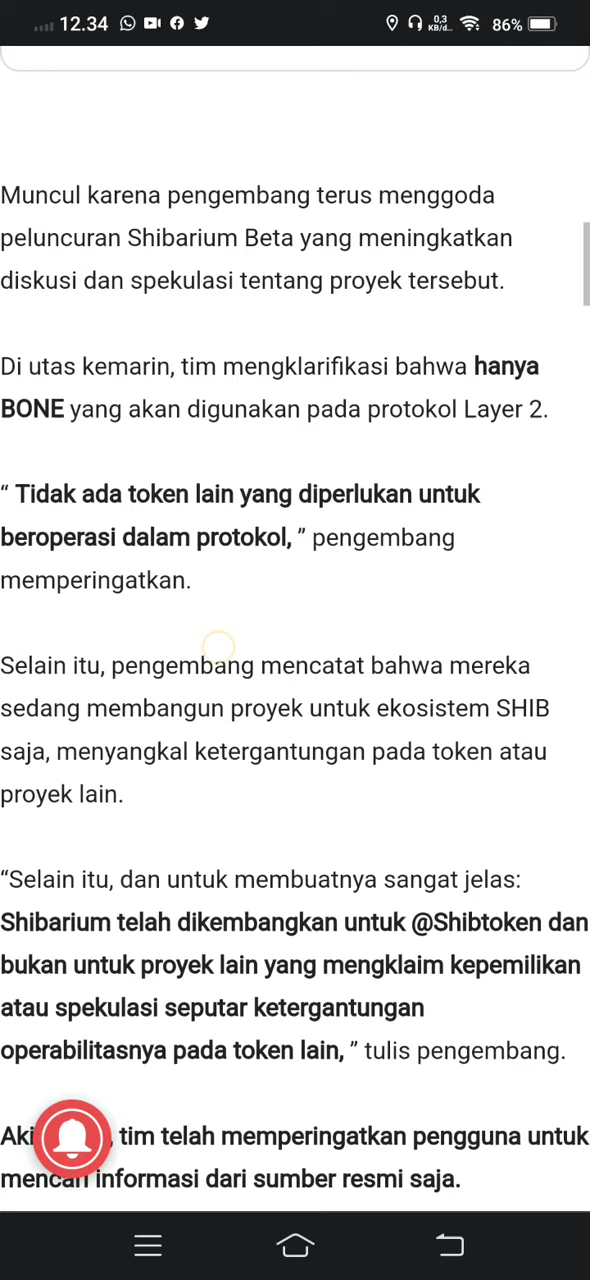 12.34
0,3
KB/d...
86%
Muncul karena pengembang terus menggoda
peluncuran Shibarium Beta yang meningkatkan
diskusi dan spekulasi tentang proyek tersebut.
Di utas kemarin, tim mengklarifikasi bahwa hanya
BONE yang akan digunakan pada protokol Layer 2.
“ Tidak ada token lain yang diperlukan untuk
beroperasi dalam protokol, ” pengembang
memperingatkan.
Selain itu, pengembang mencatat bahwa mereka
sedang membangun proyek untuk ekosistem SHIB
saja, menyangkal ketergantungan pada token atau
proyek lain.
“Selain itu, dan untuk membuatnya sangat jelas:
Shibarium telah dikembangkan untuk @Shibtoken dan
bukan untuk proyek lain yang mengklaim kepemilikan
atau spekulasi seputar ketergantungan
operabilitasnya pada token lain, ” tulis pengembang.
tim telah memperingatkan pengguna untuk
mencari informasi dari sumber resmi saja.